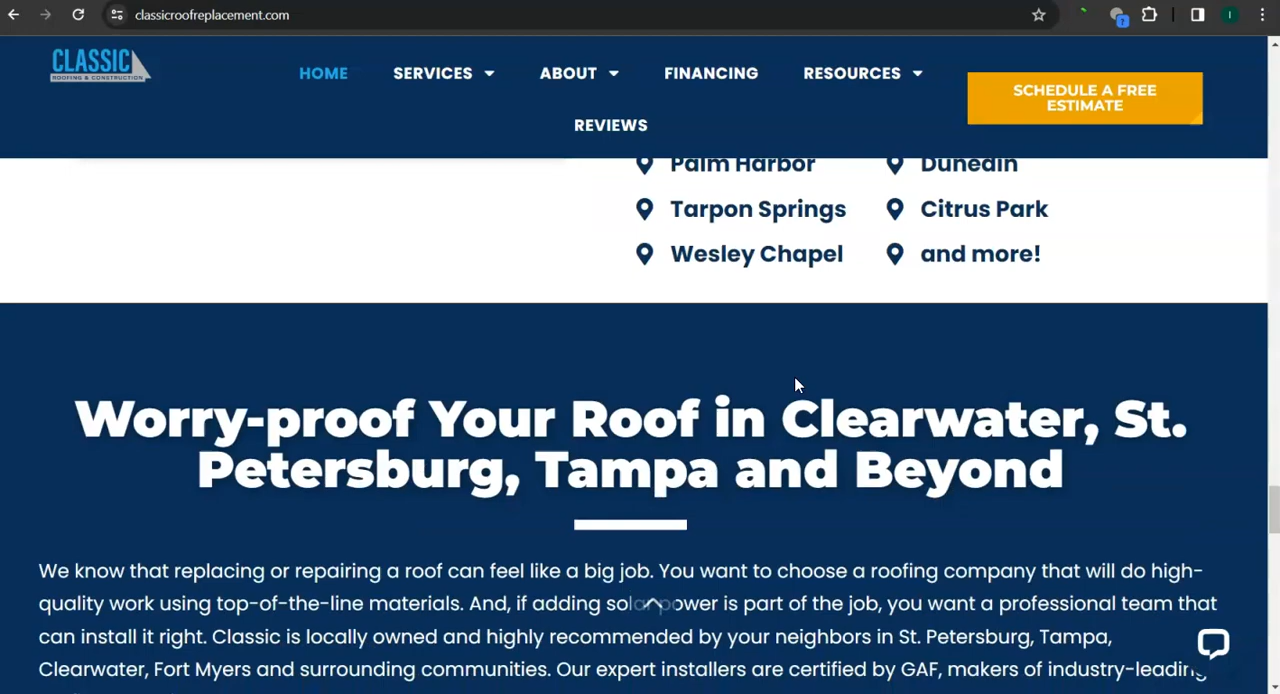 classicroofreplacement.com
CLASSIC
ROOFING & CONSTRUCTION
HOME
SERVICES
ABOUT
FINANCING
RESOURCES
REVIEWS
SCHEDULE A FREE
ESTIMATE
Palm Harbor
Dunedin
Tarpon Springs
Citrus Park
Wesley Chapel
and more!
Worry-proof Your Roof in Clearwater, St.
Petersburg, Tampa and Beyond
We know that replacing or repairing a roof can feel like a big job. You want to choose a roofing company that will do high-
quality work using top-of-the-line materials. And, if adding solar power is part of the job, you want a professional team that
can install it right. Classic is locally owned and highly recommended by your neighbors in St. Petersburg, Tampa,
Clearwater, Fort Myers and surrounding communities. Our expert installers are certified by GAF, makers of industry-leading